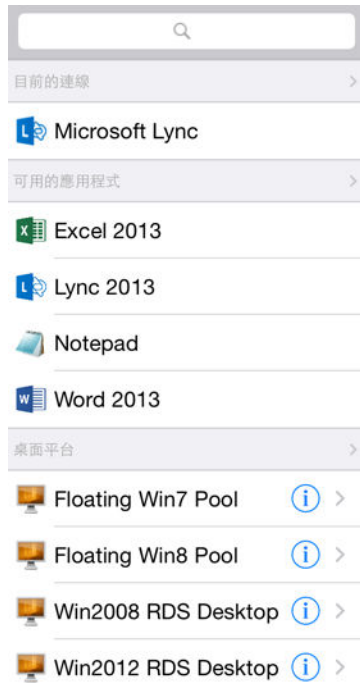 目前的連線
Microsoft Lync
可用的應用程式
Excel 2013
Lync 2013
Notepad
Word 2013
桌面平台
Floating Win7 Pool
Floating Win8 Pool
Win2008 RDS Desktop
Win2012 RDS Desktop